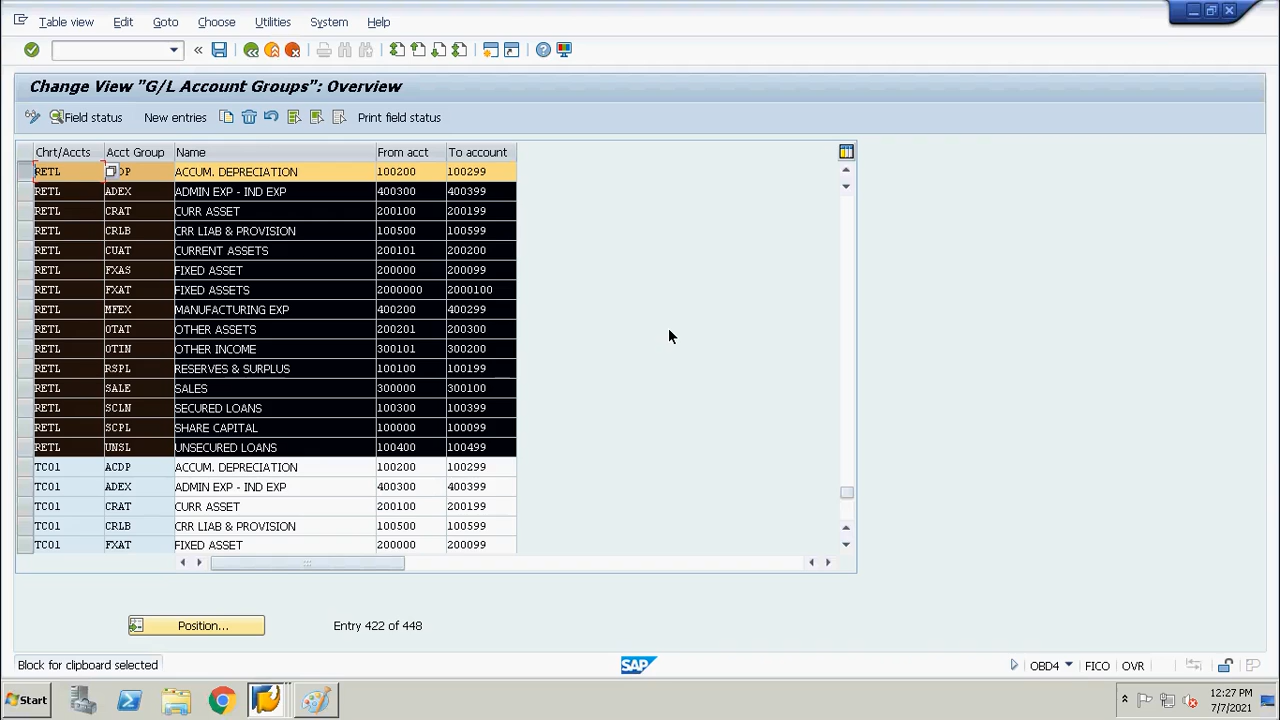 Table view Edit Goto Choose Utilities System Help
Change View "G/L Account Groups": Overview
Field status New entries Print field status
Chrt/Accts Acct Group Name From acct To account
RETL DP ACCUM. DEPRECIATION 100200 100299
RETL ADEX ADMIN EXP - IND EXP 400300 400399
RETL CRAT CURR ASSET 200100 200199
RETL CRLB CRR LIAB & PROVISION 100500 100599
RETL CUAT CURRENT ASSETS 200101 200200
RETL FXAS FIXED ASSET 200000 200099
RETL FXAT FIXED ASSETS 2000000 2000100
RETL MFEX MANUFACTURING EXP 400200 400299
RETL OTAT OTHER ASSETS 200201 200300
RETL OTIN OTHER INCOME 300101 300200
RETL RSPL RESERVES & SURPLUS 100100 100199
RETL SALE SALES 300000 300100
RETL SCLN SECURED LOANS 100300 100399
RETL SCPL SHARE CAPITAL 100000 100099
RETL UNSL UNSECURED LOANS 100400 100499
TC01 ACDP ACCUM. DEPRECIATION 100200 100299
TC01 ADEX ADMIN EXP - IND EXP 400300 400399
TC01 CRAT CURR ASSET 200100 200199
TC01 CRLB CRR LIAB & PROVISION 100500 100599
TC01 FXAT FIXED ASSET 200000 200099
Position... Entry 422 of 448
Block for clipboard selected SAP OBD4 FICO OVR
Start 12:27 PM
7/7/2021